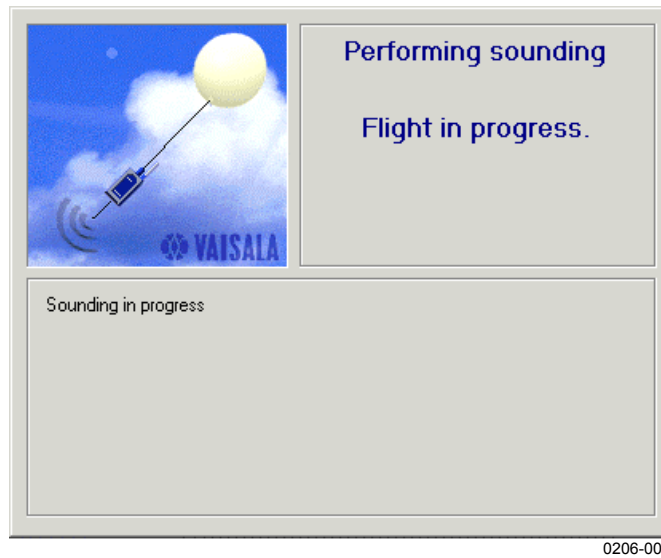 Performing sounding
Flight in progress.
VAISALA
Sounding in progress
0206-00